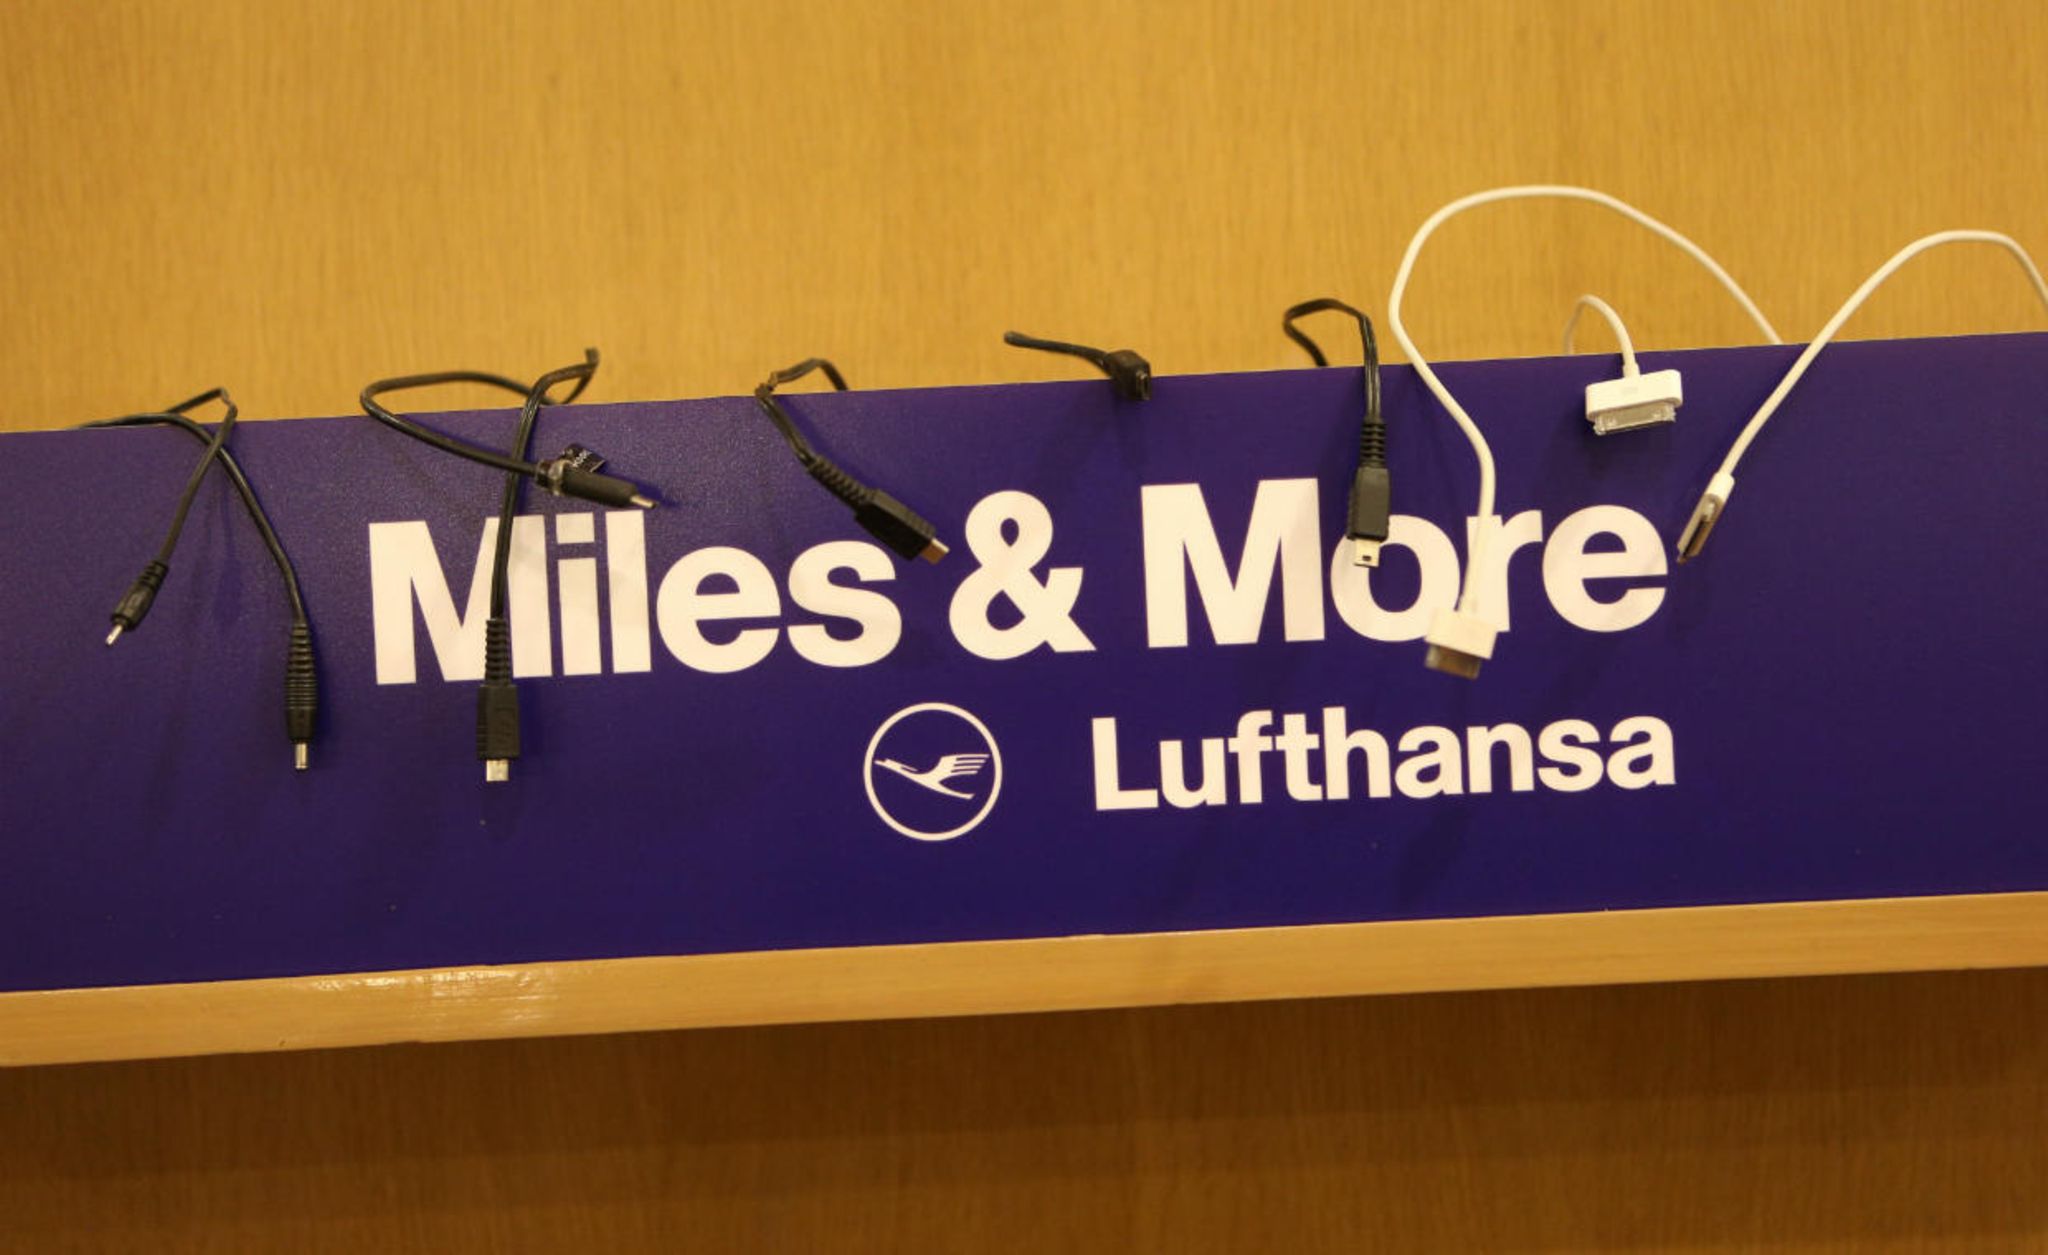 Miles & More
Lufthansa